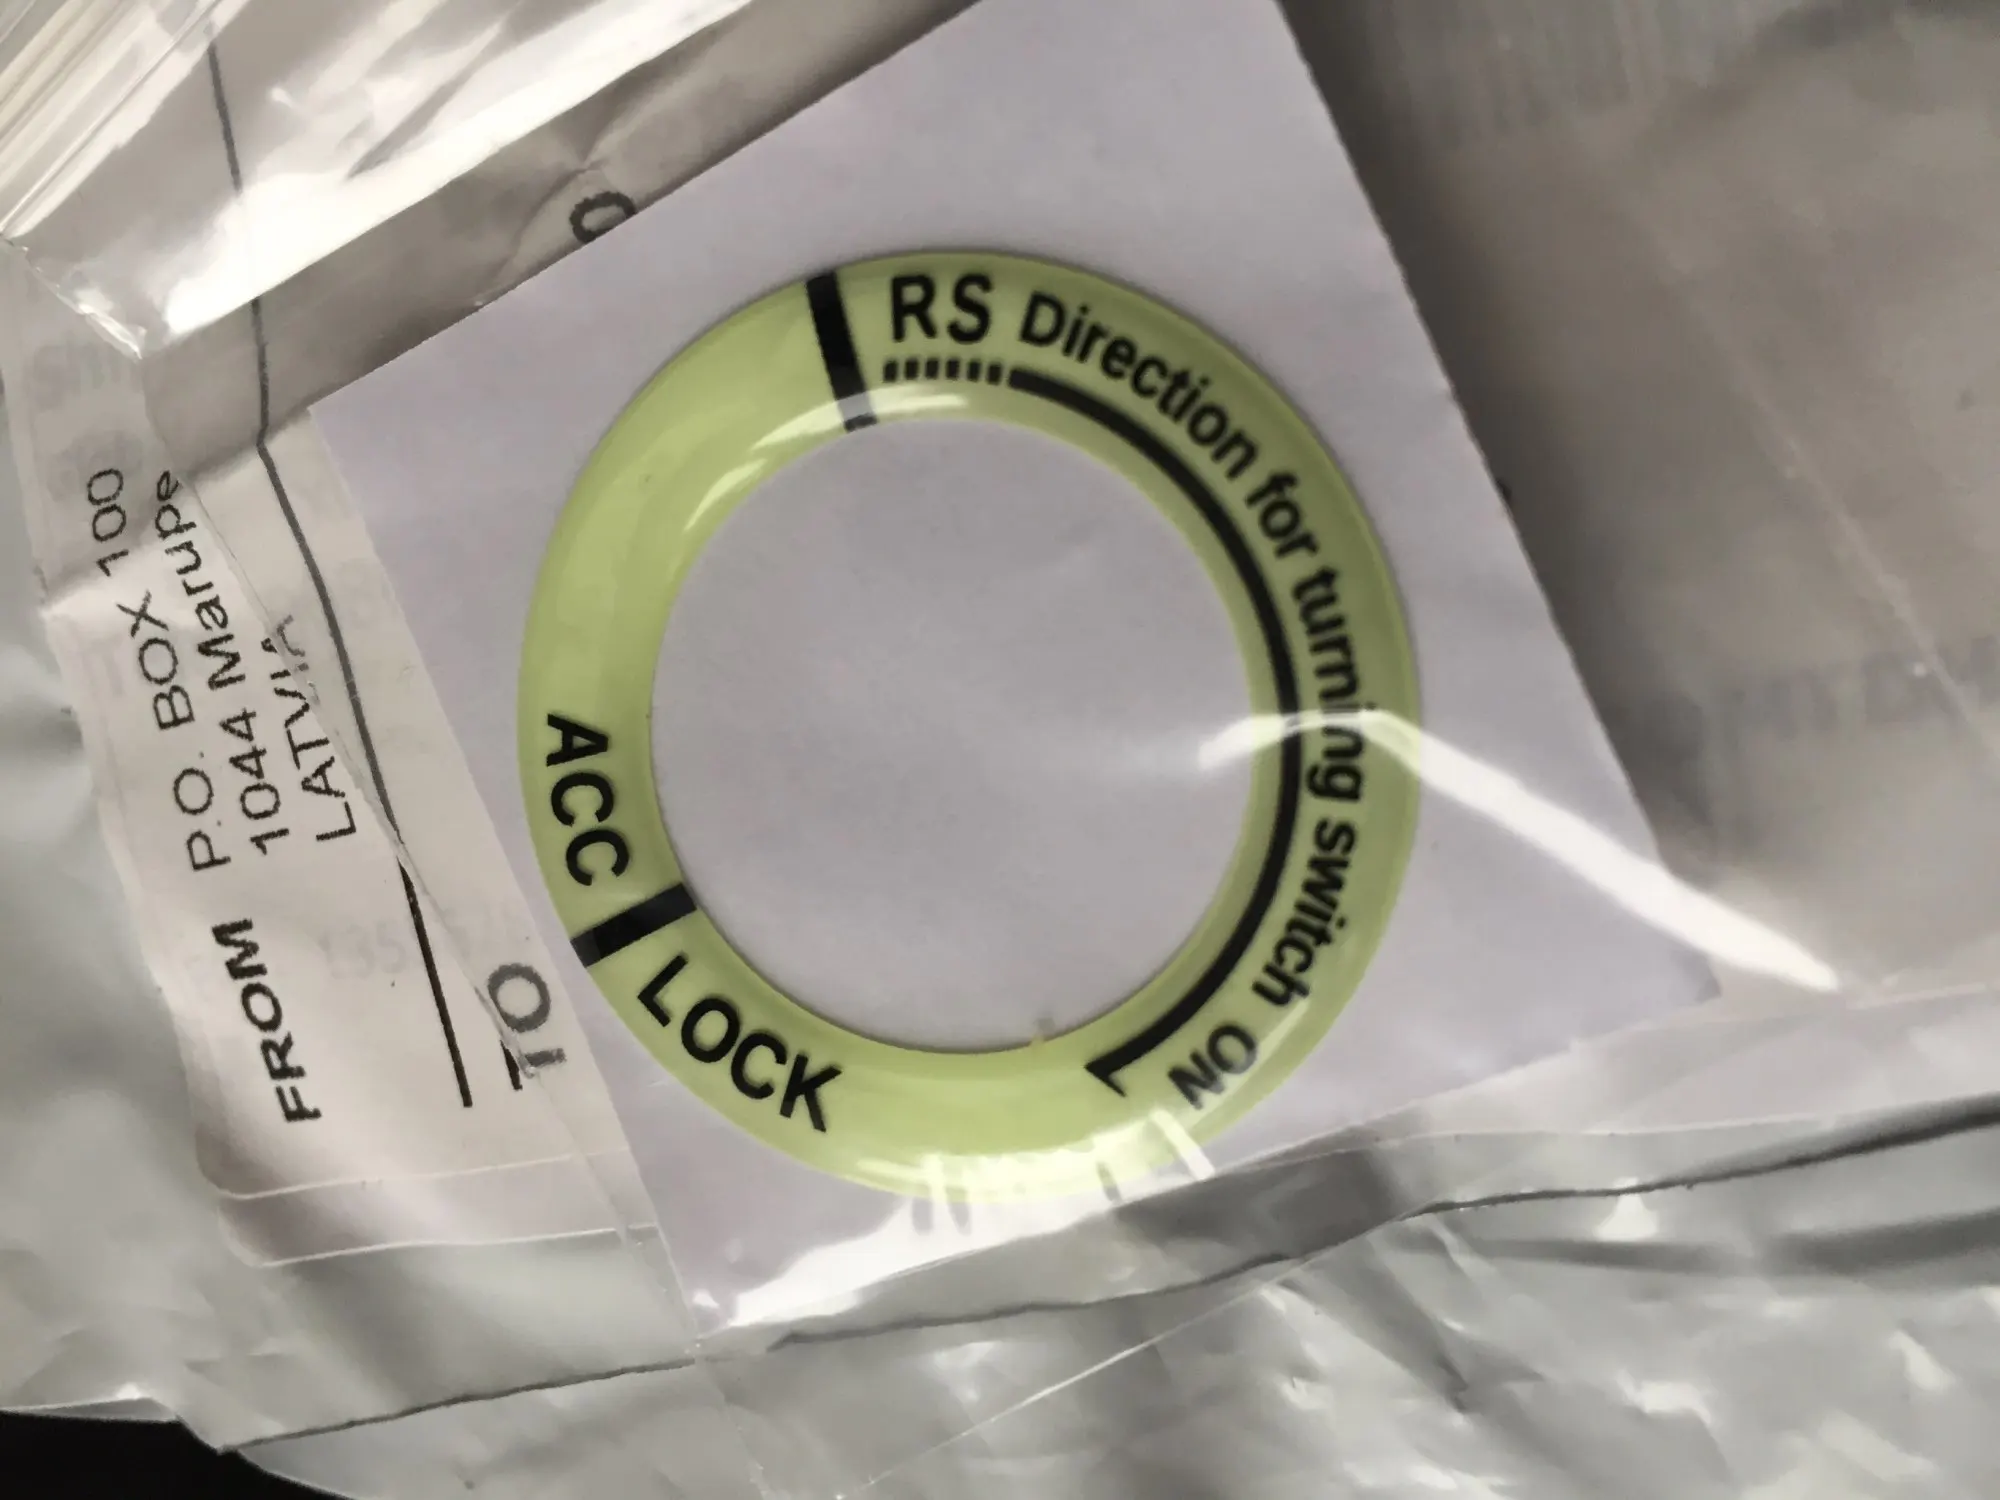 RS Direction for turning switch ON
ACC
LOCK
FROM P.O. BOX 100
1044 Marupe
LATVIA
TO